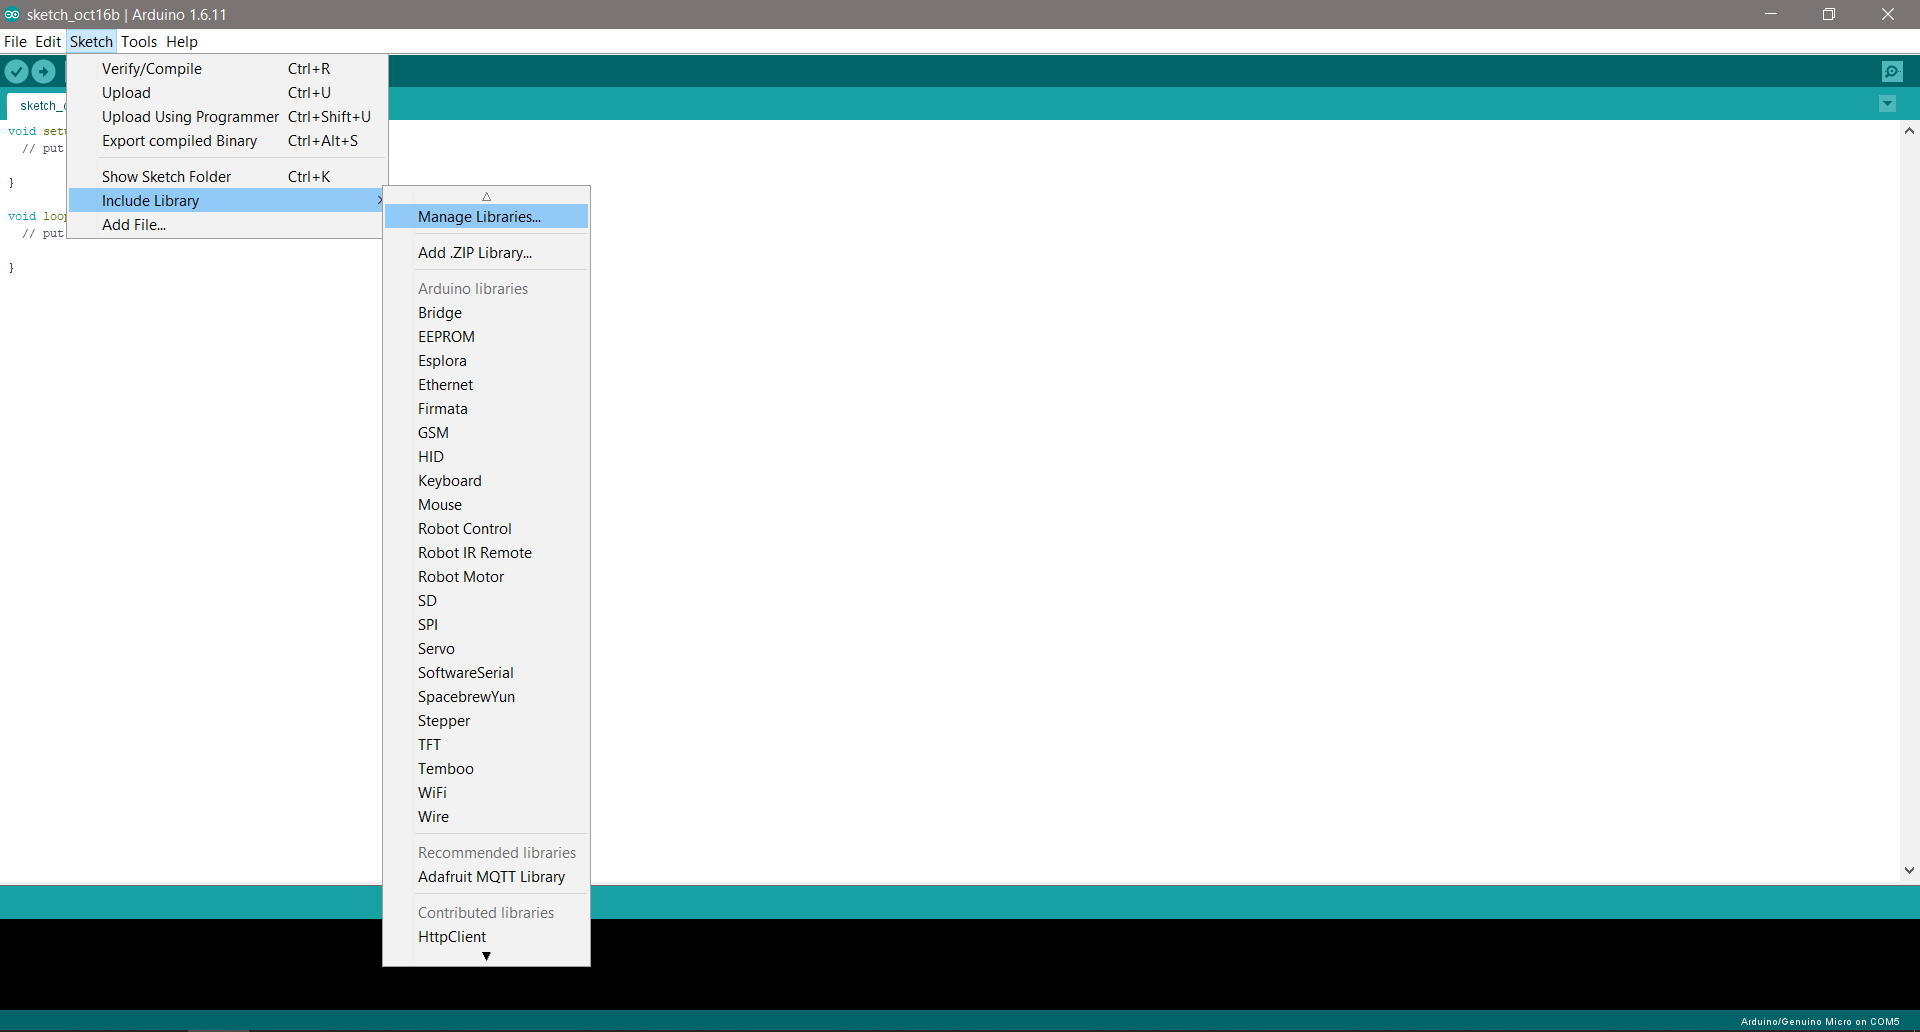 sketch_oct16b | Arduino 1.6.11
File Edit Sketch Tools Help
Verify/Compile Ctrl+R
Upload Ctrl+U
Upload Using Programmer Ctrl+Shift+U
Export compiled Binary Ctrl+Alt+S
Show Sketch Folder Ctrl+K
Include Library
Add File...
sketch_o
void setu
// put
}
void loop
// put
}
Manage Libraries...
Add .ZIP Library...
Arduino libraries
Bridge
EEPROM
Esplora
Ethernet
Firmata
GSM
HID
Keyboard
Mouse
Robot Control
Robot IR Remote
Robot Motor
SD
SPI
Servo
SoftwareSerial
SpacebrewYun
Stepper
TFT
Temboo
WiFi
Wire
Recommended libraries
Adafruit MQTT Library
Contributed libraries
HttpClient
Arduino/Genuino Micro on COM5